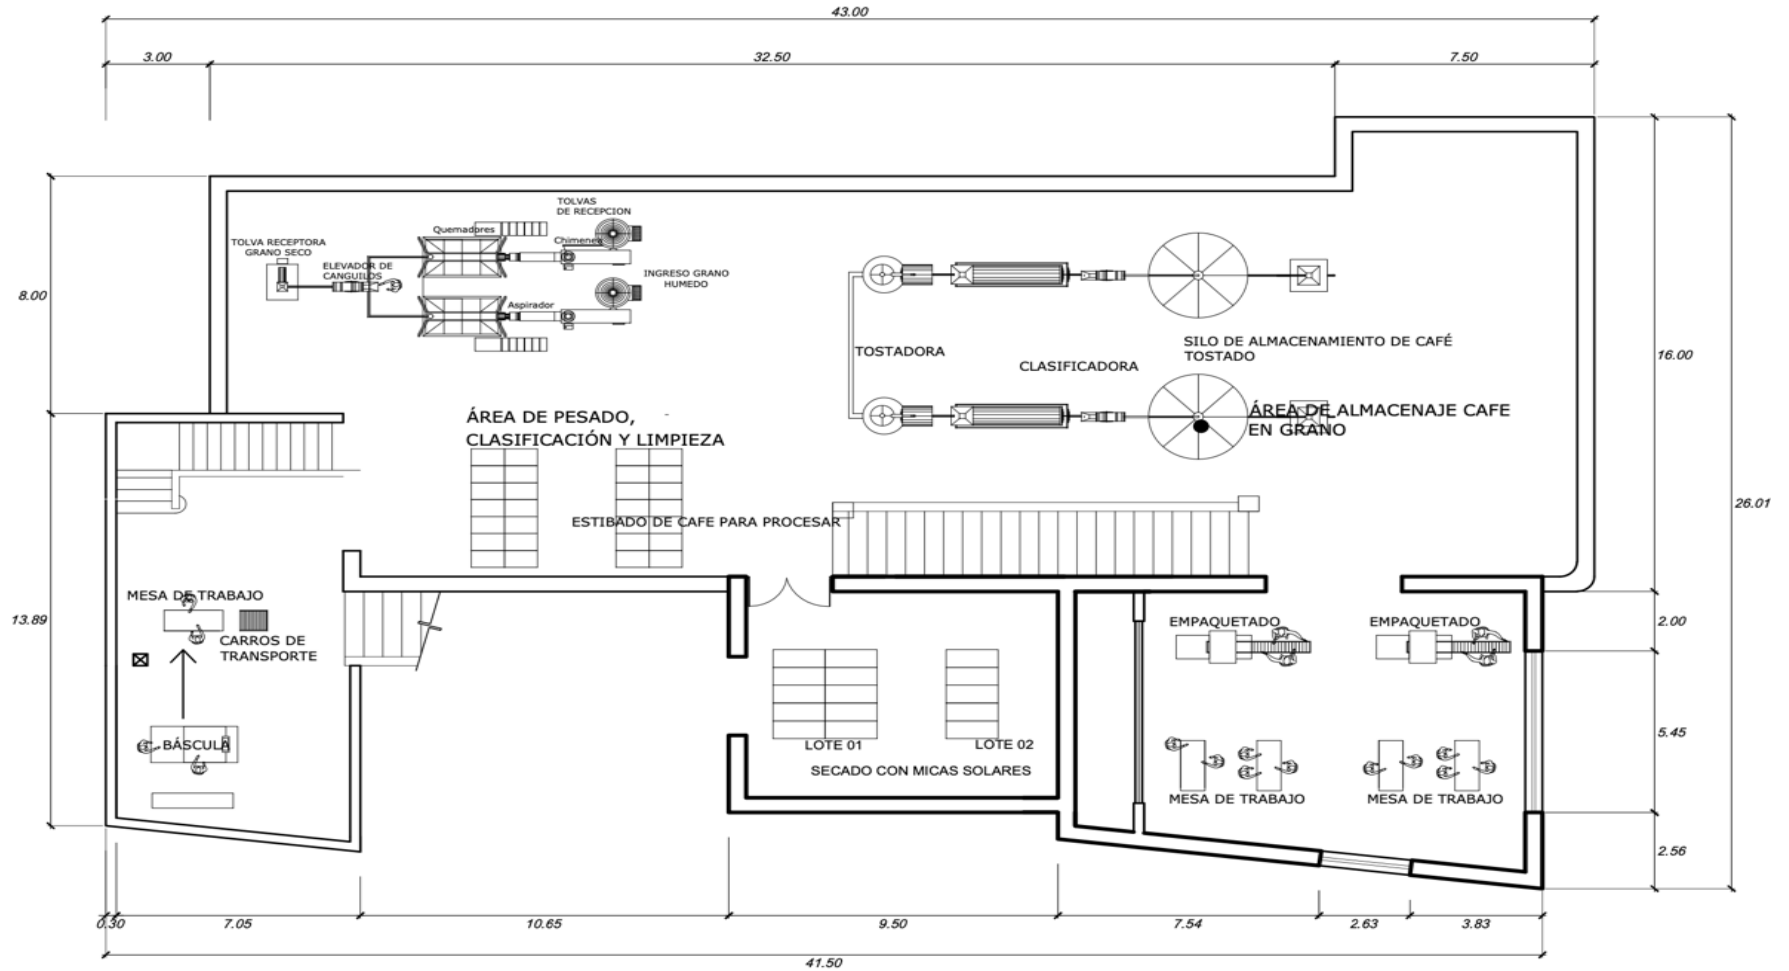 43.00
3.00
32.50
7.50
TOLVAS
DE RECEPCION
Quemadores
Chimenea
TOLVA RECEPTORA
GRANO SECO
ELEVADOR DE
CANGUILOS
INGRESO GRANO
HUMEDO
Aspirador
8.00
TOSTADORA
CLASIFICADORA
SILO DE ALMACENAMIENTO DE CAFÉ
TOSTADO
16.00
ÁREA DE PESADO,
CLASIFICACIÓN Y LIMPIEZA
ÁREA DE ALMACENAJE CAFE
EN GRANO
26.01
ESTIBADO DE CAFE PARA PROCESAR
MESA DE TRABAJO
CARROS DE
TRANSPORTE
13.89
EMPAQUETADO
EMPAQUETADO
2.00
BÁSCULA
LOTE 01
LOTE 02
SECADO CON MICAS SOLARES
5.45
MESA DE TRABAJO
MESA DE TRABAJO
2.56
0.30
7.05
10.65
9.50
7.54
2.63
3.83
41.50